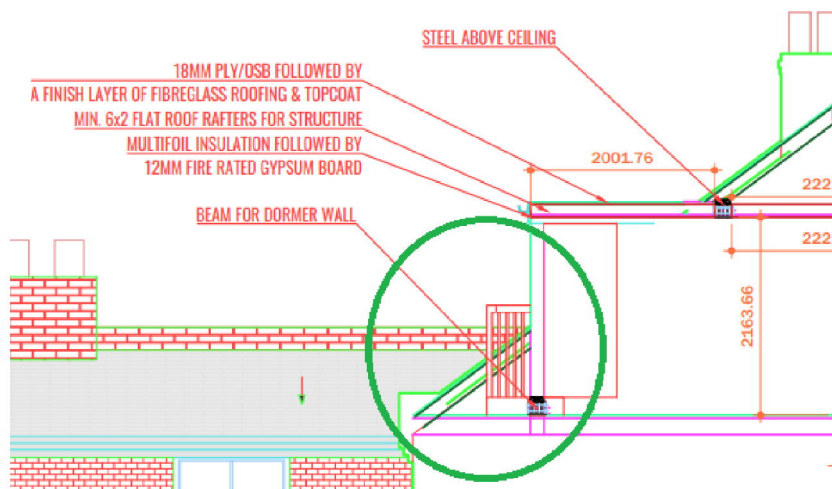 STEEL ABOVE CEILING
18MM PLY/OSB FOLLOWED BY
A FINISH LAYER OF FIBREGLASS ROOFING & TOPCOAT
MIN. 6x2 FLAT ROOF RAFTERS FOR STRUCTURE
MULTIFOIL INSULATION FOLLOWED BY
12MM FIRE RATED GYPSUM BOARD
2001.76
222
BEAM FOR DORMER WALL
222
2163.66